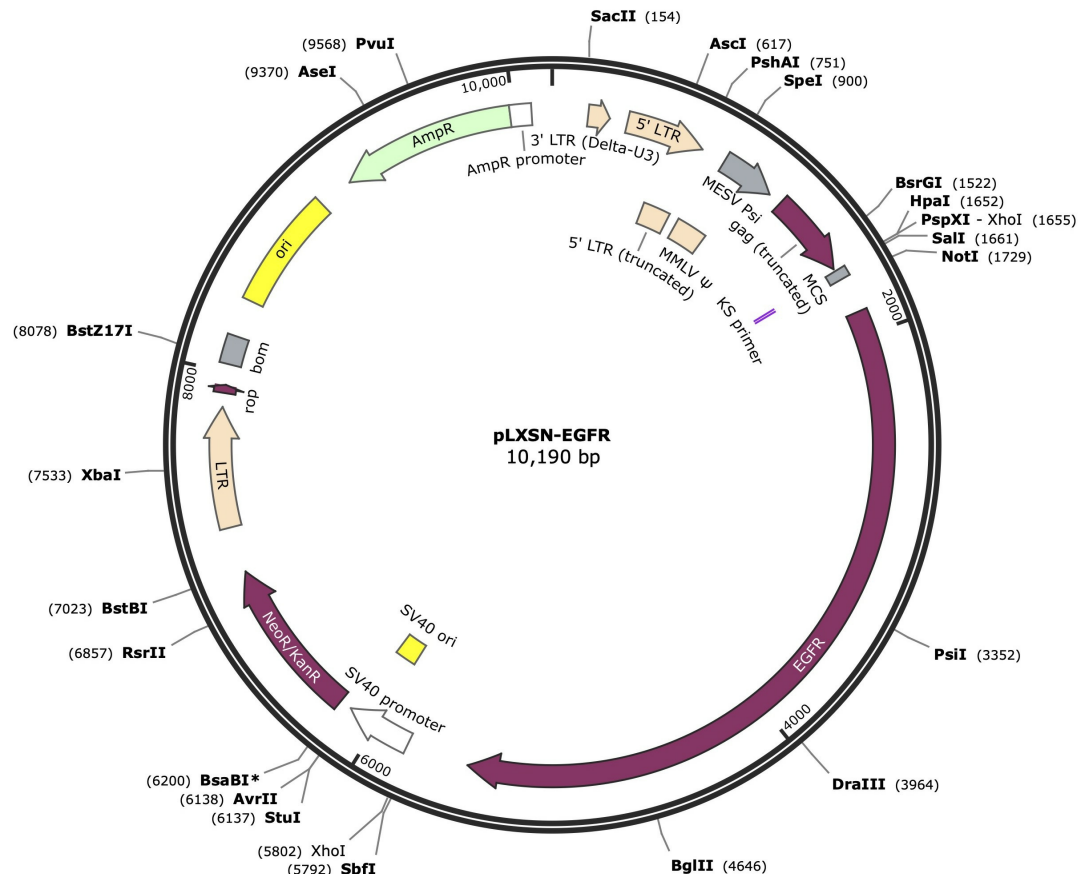 SacII (154)
AscI (617)
PshAI (751)
SpeI (900)
BsrGI (1522)
HpaI (1652)
PspXI - XhoI (1655)
SalI (1661)
NotI (1729)
2000
PsiI (3352)
4000
DraIII (3964)
BglII (4646)
(5792) SbfI
(5802) XhoI
6000
(6137) StuI
(6138) AvrII
(6200) BsaBI*
(6857) RsrII
(7023) BstBI
(7533) XbaI
8000
(8078) BstZ17I
(9370) AseI
(9568) PvuI
10,000
3' LTR (Delta-U3)
5' LTR
MESV Psi
gag (truncated)
MCS
5' LTR (truncated)
MMLV Ψ
KS primer
EGFR
SV40 promoter
SV40 ori
NeoR/KanR
LTR
rop
bom
ori
AmpR
AmpR promoter
pLXSN-EGFR
10,190 bp